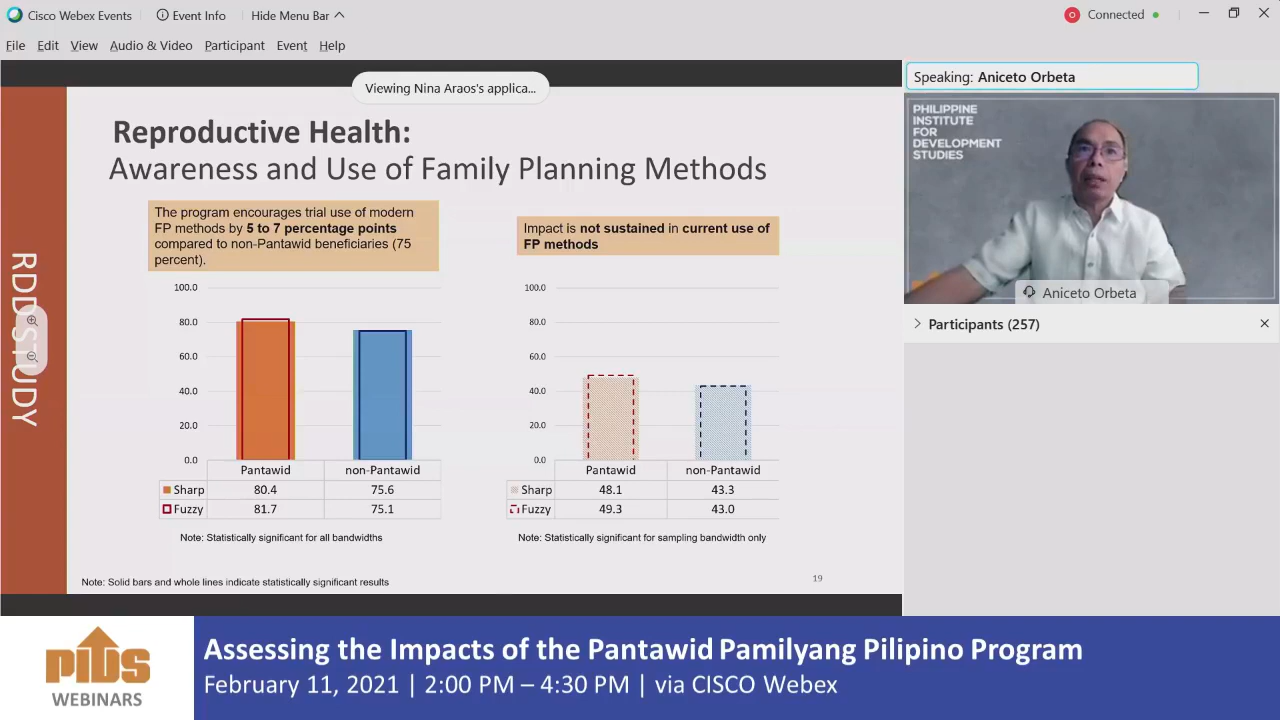 Cisco Webex Events
Event Info
Hide Menu Bar
Connected
File Edit View Audio & Video Participant Event Help
Viewing Nina Araos's applica...
Speaking: Aniceto Orbeta
PHILIPPINE
INSTITUTE
FOR
DEVELOPMENT
STUDIES
Aniceto Orbeta
Participants (257)
RDD STUDY
Reproductive Health:
Awareness and Use of Family Planning Methods
The program encourages trial use of modern
FP methods by 5 to 7 percentage points
compared to non-Pantawid beneficiaries (75
percent).
100.0
80.0
60.0
40.0
20.0
0.0
Pantawid non-Pantawid
Sharp 80.4 75.6
Fuzzy 81.7 75.1
Note: Statistically significant for all bandwidths
Impact is not sustained in current use of
FP methods
100.0
80.0
60.0
40.0
20.0
0.0
Pantawid non-Pantawid
Sharp 48.1 43.3
Fuzzy 49.3 43.0
Note: Statistically significant for sampling bandwidth only
Note: Solid bars and whole lines indicate statistically significant results
19
PIDS
WEBINARS
Assessing the Impacts of the Pantawid Pamilyang Pilipino Program
February 11, 2021 | 2:00 PM – 4:30 PM | via CISCO Webex